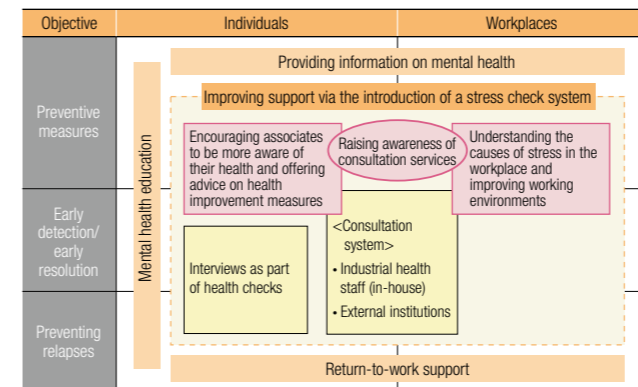 Objective
Individuals
Workplaces
Preventive
measures
Early
detection/
early
resolution
Preventing
relapses
Mental health education
Providing information on mental health
Improving support via the introduction of a stress check system
Encouraging associates
to be more aware of
their health and offering
advice on health
improvement measures
Raising awareness of
consultation services
Understanding the
causes of stress in the
workplace and
improving working
environments
Interviews as part
of health checks
<Consultation
system>
• Industrial health
staff (in-house)
• External institutions
Return-to-work support